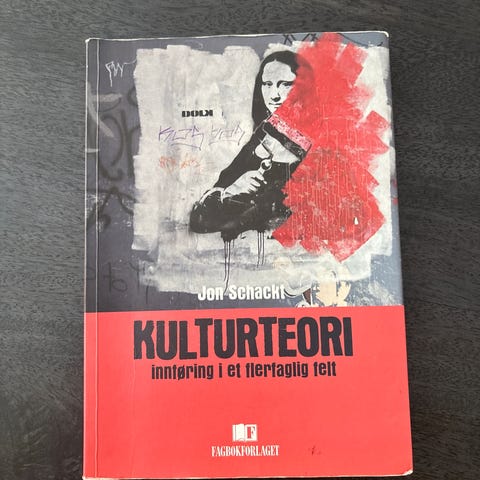 DOLK
Jon Schackt
KULTURTEORI
innføring i et flerfaglig felt
F
FAGBOKFORLAGET